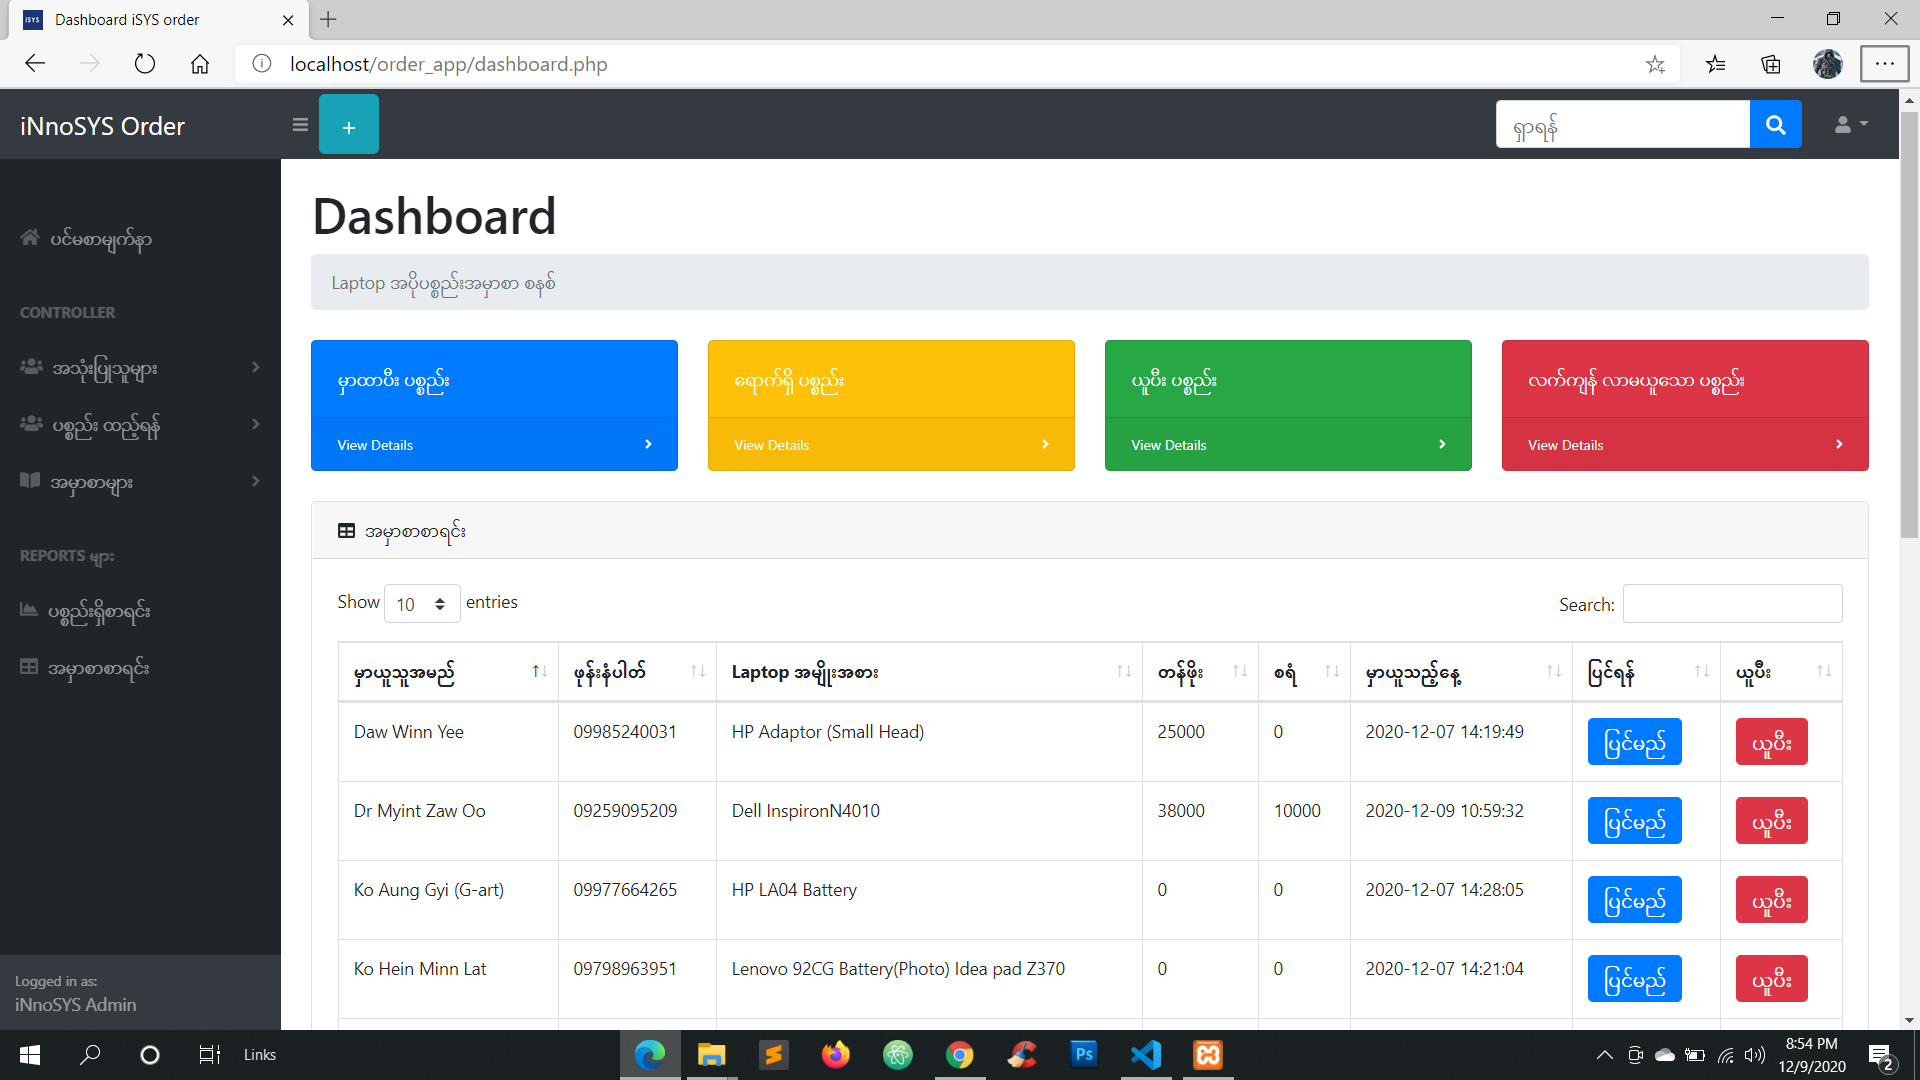 iSYS Dashboard iSYS order
localhost/order_app/dashboard.php
iNnoSYS Order
+
ရှာရန်
ပင်မစာမျက်နှာ
CONTROLLER
အသုံးပြုသူများ
ပစ္စည်း ထည့်ရန်
အမှာစာများ
REPORTS များ
ပစ္စည်းရှိစာရင်း
အမှာစာစာရင်း
Logged in as:
iNnoSYS Admin
Dashboard
Laptop အပိုပစ္စည်းအမှာစာ စနစ်
မှာထာပီး ပစ္စည်း
View Details
ရောက်ရှိ ပစ္စည်း
View Details
ယူပီး ပစ္စည်း
View Details
လက်ကျန် လာမယူသော ပစ္စည်း
View Details
အမှာစာစာရင်း
Show 10 entries
Search:
မှာယူသူအမည် ဖုန်းနံပါတ် Laptop အမျိုးအစား တန်ဖိုး စရံ မှာယူသည့်နေ့ ပြင်ရန် ယူပီး
Daw Winn Yee 09985240031 HP Adaptor (Small Head) 25000 0 2020-12-07 14:19:49 ပြင်မည် ယူပီး
Dr Myint Zaw Oo 09259095209 Dell InspironN4010 38000 10000 2020-12-09 10:59:32 ပြင်မည် ယူပီး
Ko Aung Gyi (G-art) 09977664265 HP LA04 Battery 0 0 2020-12-07 14:28:05 ပြင်မည် ယူပီး
Ko Hein Minn Lat 09798963951 Lenovo 92CG Battery(Photo) Idea pad Z370 0 0 2020-12-07 14:21:04 ပြင်မည် ယူပီး
Links
Ps
8:54 PM
12/9/2020
2